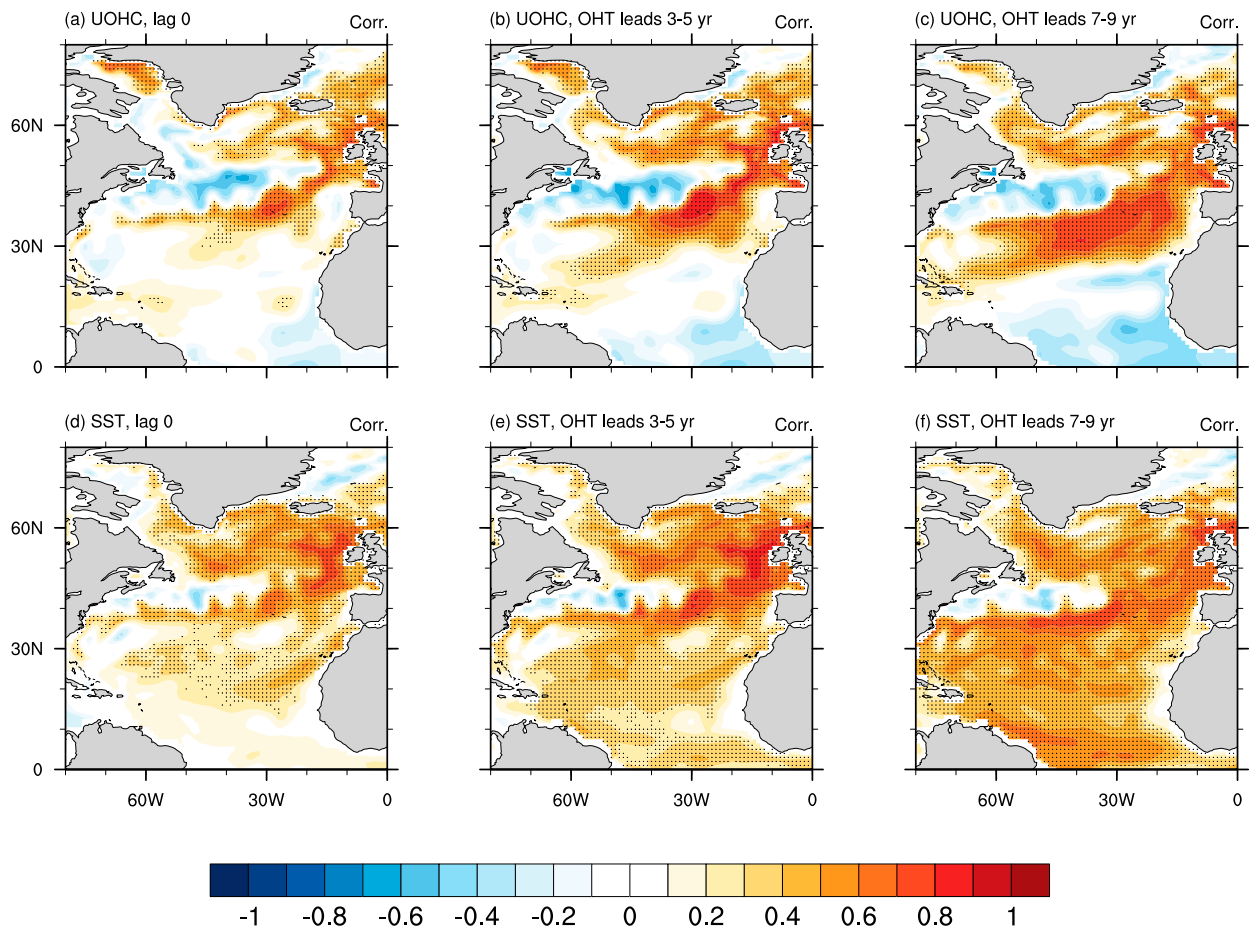 (a) UOHC, lag 0 Corr.
(b) UOHC, OHT leads 3-5 yr Corr.
(c) UOHC, OHT leads 7-9 yr Corr.
60N
30N
0
(d) SST, lag 0 Corr.
(e) SST, OHT leads 3-5 yr Corr.
(f) SST, OHT leads 7-9 yr Corr.
60N
30N
0
60W 30W 0 60W 30W 0 60W 30W 0
-1 -0.8 -0.6 -0.4 -0.2 0 0.2 0.4 0.6 0.8 1